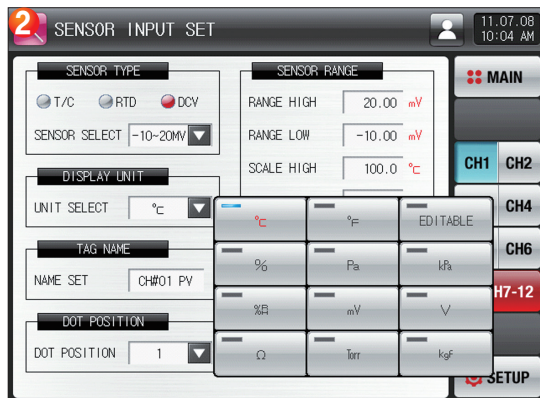 2 SENSOR INPUT SET
11.07.08
10:04 AM
SENSOR TYPE
T/C RTD DCV
SENSOR SELECT -10~20MV
DISPLAY UNIT
UNIT SELECT °C
TAG NAME
NAME SET CH#01 PV
DOT POSITION
DOT POSITION 1
SENSOR RANGE
RANGE HIGH 20.00 mV
RANGE LOW -10.00 mV
SCALE HIGH 100.0 °C
°C °F EDITABLE
% Pa kPa
mV V
Ω Torr kgF
MAIN
CH1 CH2
CH4
CH6
H7-12
SETUP